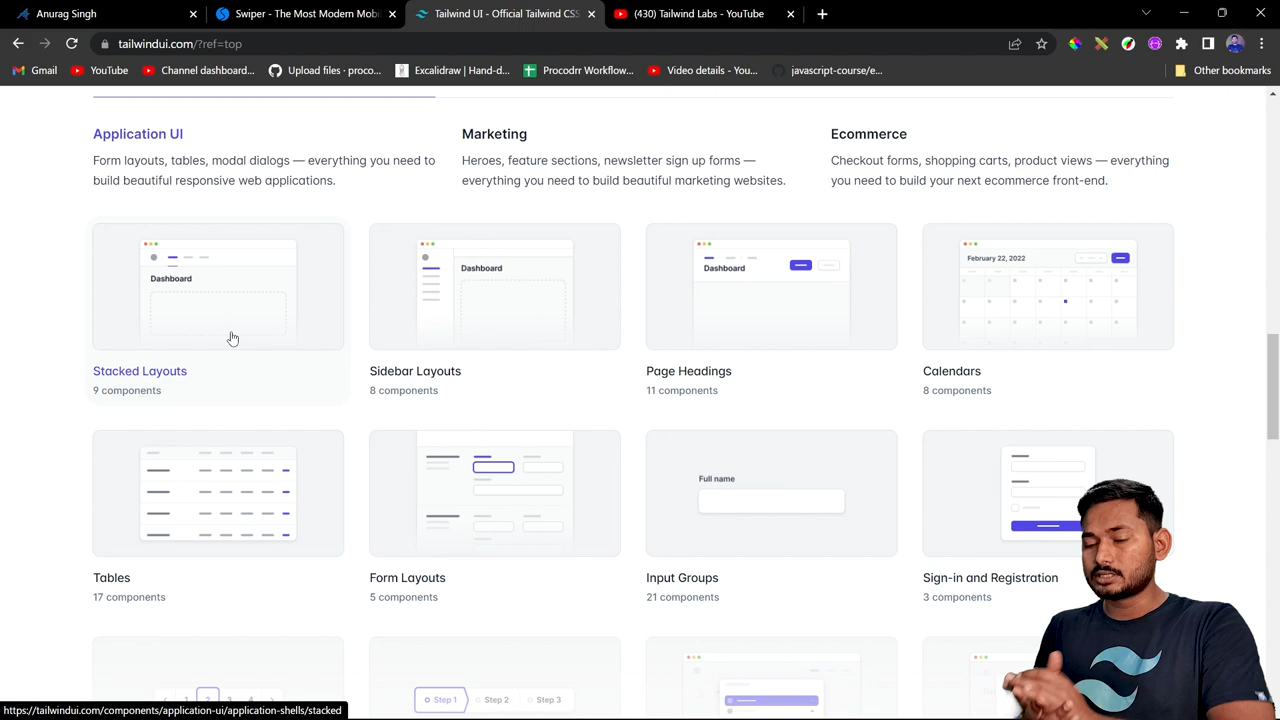 Anurag Singh
Swiper - The Most Modern Mobi
Tailwind UI - Official Tailwind CSS
(430) Tailwind Labs - YouTube
tailwindui.com/?ref=top
Gmail
YouTube
Channel dashboard...
Upload files · proco...
Excalidraw | Hand-d...
Procodrr Workflow...
Video details - You...
javascript-course/e...
Other bookmarks
Application UI
Form layouts, tables, modal dialogs — everything you need to
build beautiful responsive web applications.
Marketing
Heroes, feature sections, newsletter sign up forms —
everything you need to build beautiful marketing websites.
Ecommerce
Checkout forms, shopping carts, product views — everything
you need to build your next ecommerce front-end.
Dashboard
Stacked Layouts
9 components
Dashboard
Sidebar Layouts
8 components
Dashboard
Page Headings
11 components
February 22, 2022
Calendars
8 components
Tables
17 components
Form Layouts
5 components
Full name
Input Groups
21 components
Sign-in and Registration
3 components
1 2 3 4
Step 1 Step 2 Step 3
https://tailwindui.com/components/application-ui/application-shells/stacked